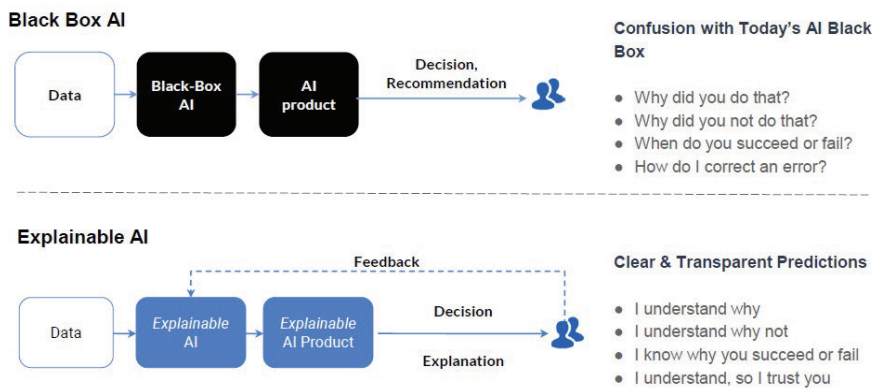 Black Box AI
Data
Black-Box
AI
AI
product
Decision,
Recommendation
Confusion with Today's AI Black
Box
● Why did you do that?
● Why did you not do that?
● When do you succeed or fail?
● How do I correct an error?
Explainable AI
Data
Explainable
AI
Explainable
AI Product
Feedback
Decision
Explanation
Clear & Transparent Predictions
● I understand why
● I understand why not
● I know why you succeed or fail
● I understand, so I trust you